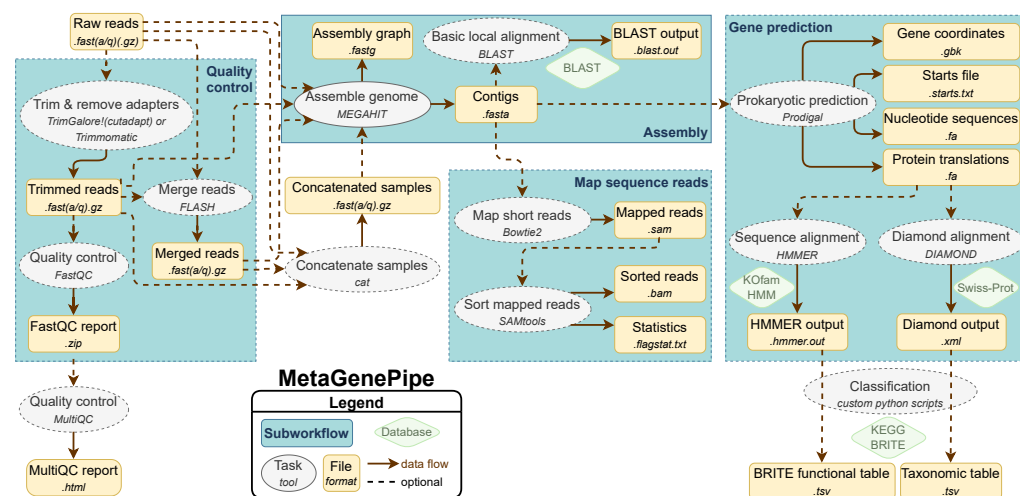 Raw reads
.fast(a/q)(.gz)
Quality
control
Trim & remove adapters
TrimGalore!(cutadapt) or
Trimmomatic
Trimmed reads
.fast(a/q).gz
Merge reads
FLASH
Quality control
FastQC
Merged reads
.fast(a/q).gz
FastQC report
.zip
Quality control
MultiQC
MultiQC report
.html
Assembly graph
.fastg
Basic local alignment
BLAST
BLAST output
.blast.out
BLAST
Assemble genome
MEGAHIT
Contigs
.fasta
Assembly
Concatenated samples
.fast(a/q).gz
Concatenate samples
cat
Map sequence reads
Map short reads
Bowtie2
Mapped reads
.sam
Sort mapped reads
SAMtools
Sorted reads
.bam
Statistics
.flagstat.txt
Gene prediction
Gene coordinates
.gbk
Prokaryotic prediction
Prodigal
Starts file
.starts.txt
Nucleotide sequences
.fa
Protein translations
.fa
Sequence alignment
HMMER
Diamond alignment
DIAMOND
KOfam
HMM
Swiss-Prot
HMMER output
.hmmer.out
Diamond output
.xml
Classification
custom python scripts
KEGG
BRITE
BRITE functional table
.tsv
Taxonomic table
.tsv
MetaGenePipe
Legend
Subworkflow
Database
Task
tool
File
format
data flow
optional